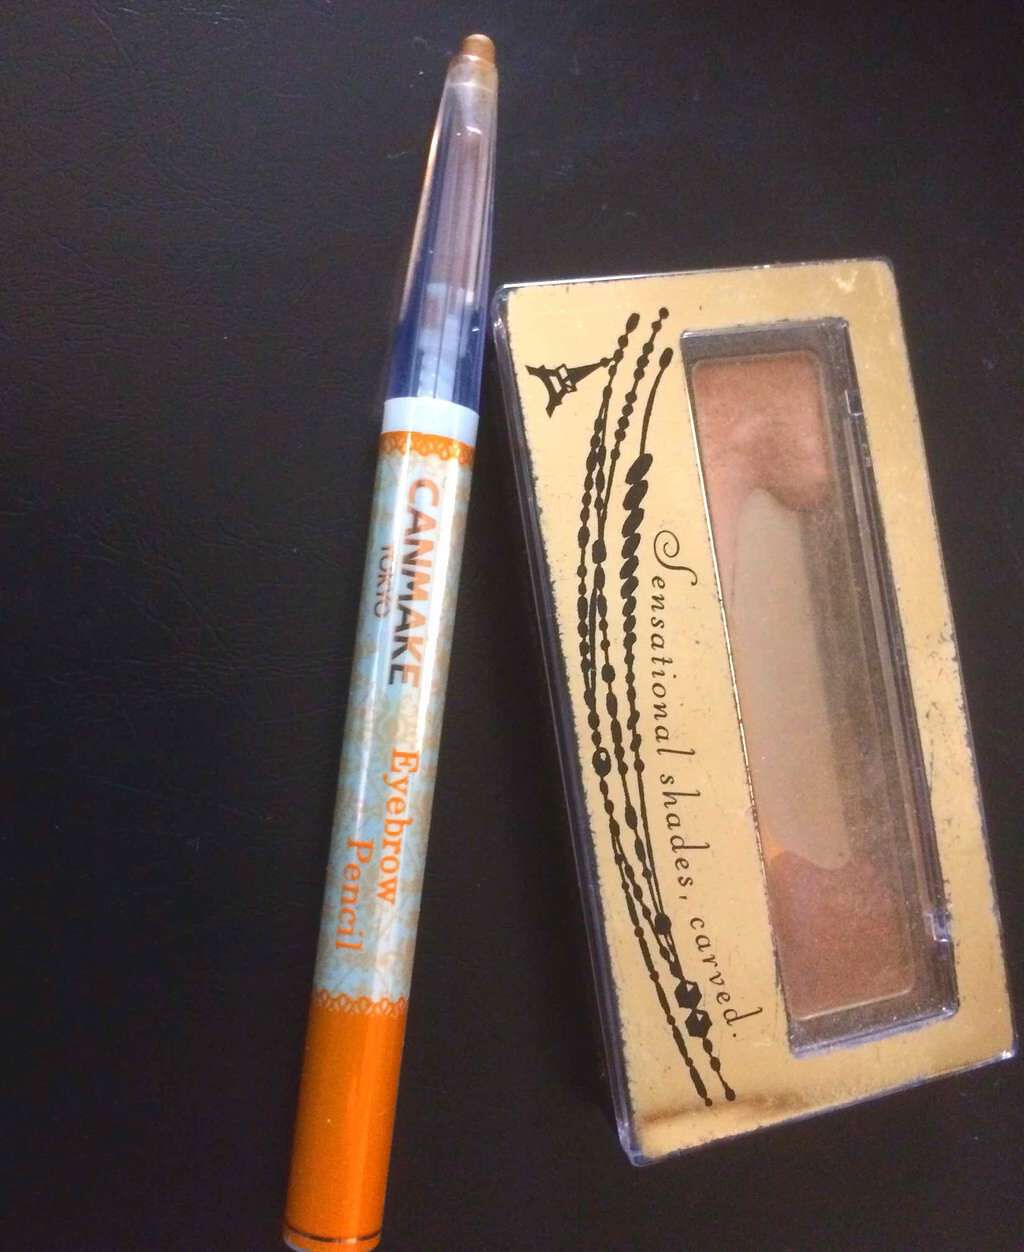 CANMAKE
TOKYO
Eyebrow
Pencil
Sensational shades, carved.